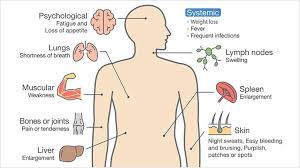 Psychological
Fatigue and
Loss of appetite
Systemic
• Weight loss
• Fever
• Frequent infections
Lungs
Shortness of breath
Lymph nodes
Swelling
Muscular
Weakness
Spleen
Enlargement
Bones or joints
Pain or tenderness
Skin
Night sweats, Easy bleeding
and bruising, Purplish,
patches or spots
Liver
Enlargement